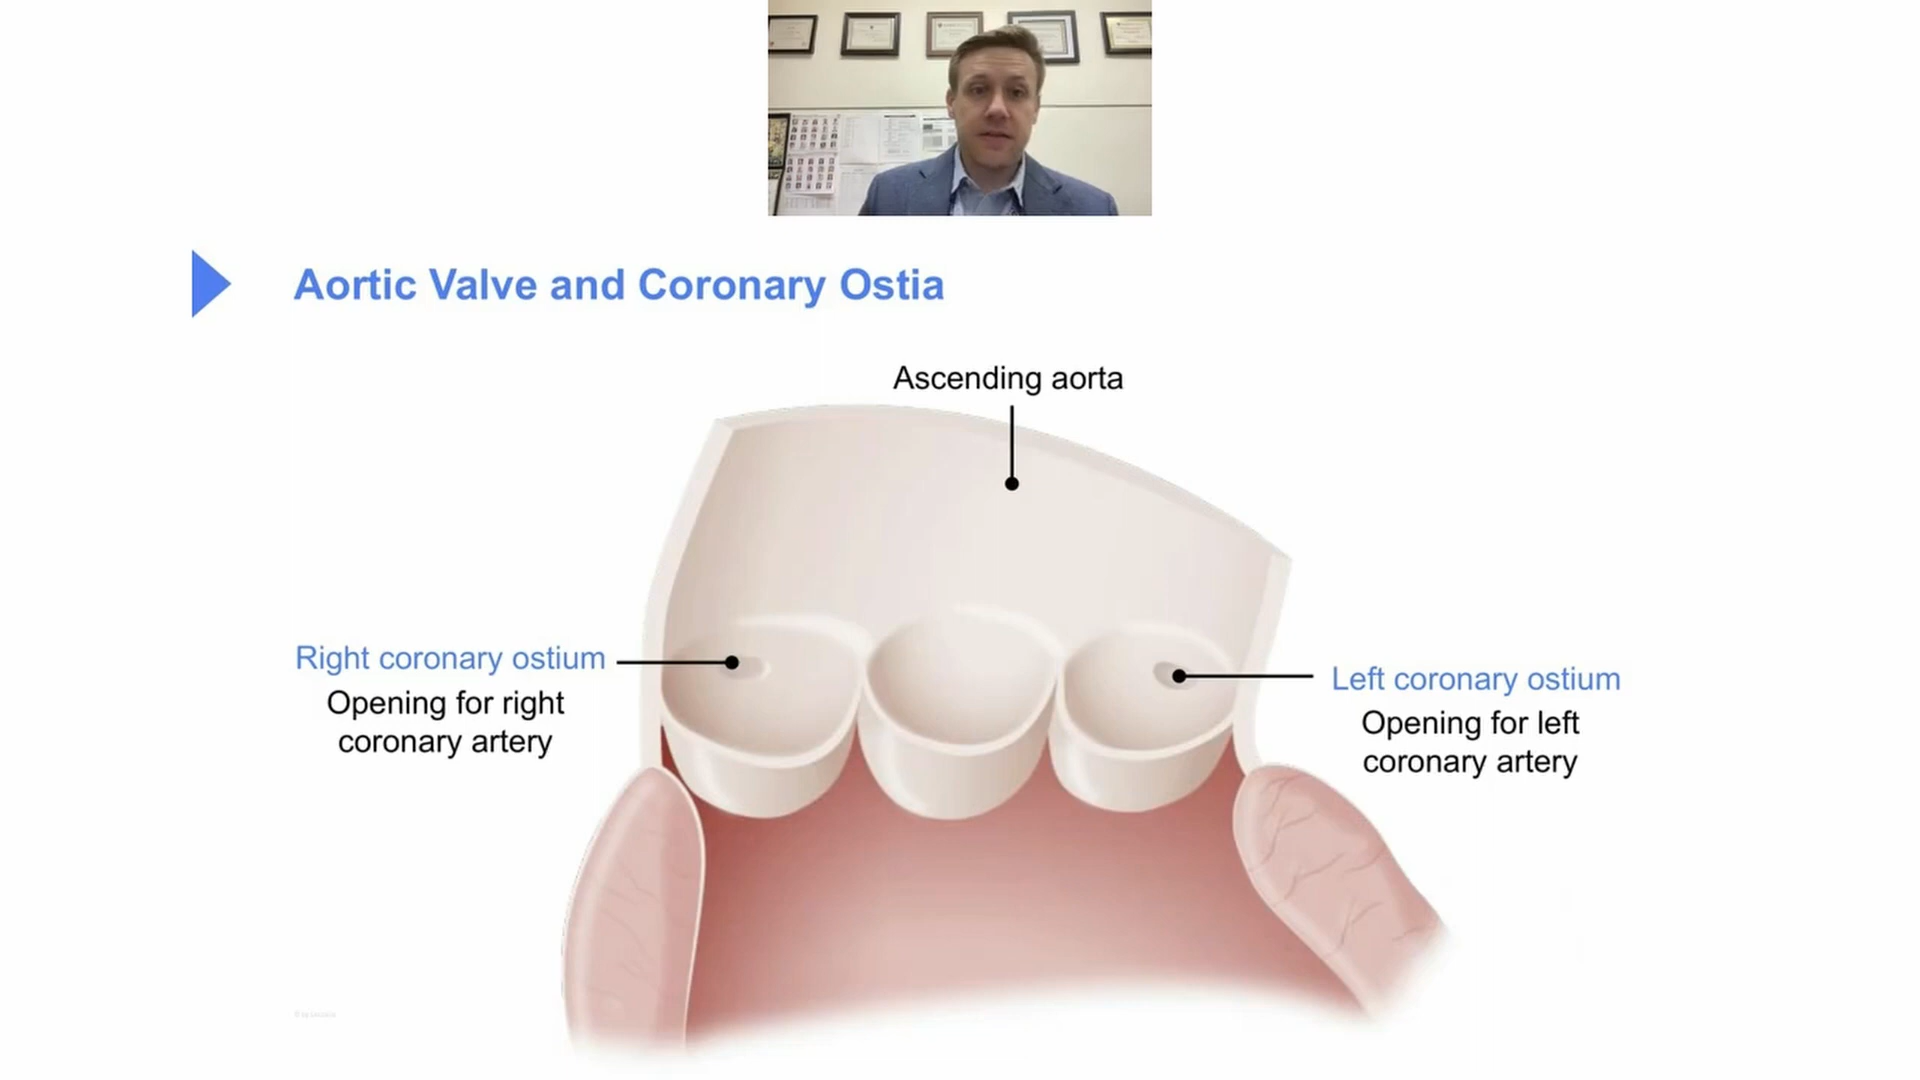 Aortic Valve and Coronary Ostia
Ascending aorta
Right coronary ostium
Opening for right
coronary artery
Left coronary ostium
Opening for left
coronary artery